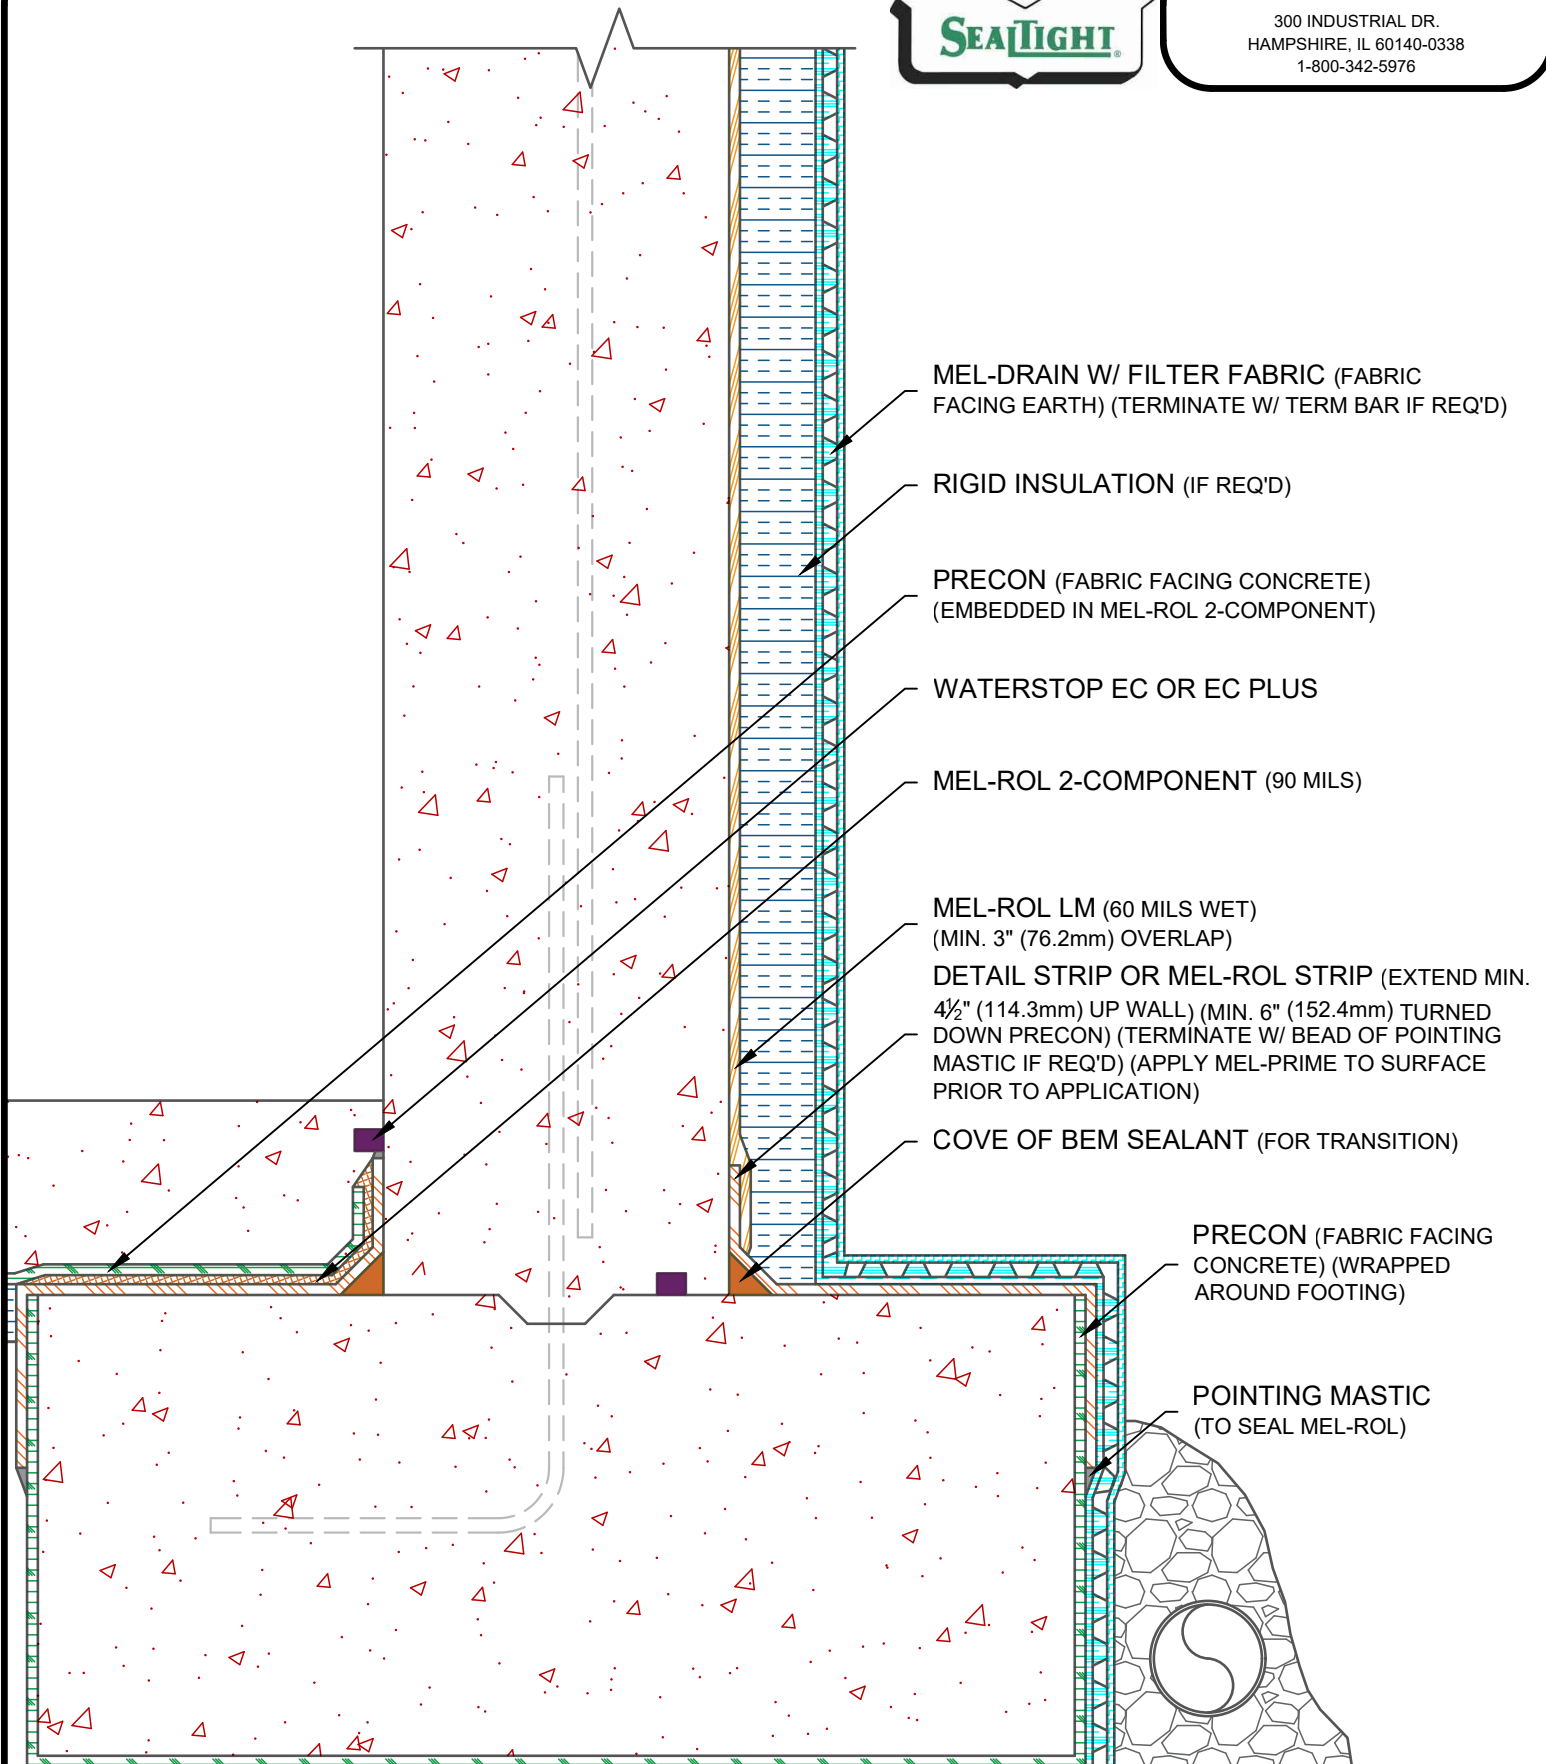 SEALTIGHT®
300 INDUSTRIAL DR.
HAMPSHIRE, IL 60140-0338
1-800-342-5976
MEL-DRAIN W/ FILTER FABRIC (FABRIC
FACING EARTH) (TERMINATE W/ TERM BAR IF REQ'D)
RIGID INSULATION (IF REQ'D)
PRECON (FABRIC FACING CONCRETE)
(EMBEDDED IN MEL-ROL 2-COMPONENT)
WATERSTOP EC OR EC PLUS
MEL-ROL 2-COMPONENT (90 MILS)
MEL-ROL LM (60 MILS WET)
(MIN. 3" (76.2mm) OVERLAP)
DETAIL STRIP OR MEL-ROL STRIP (EXTEND MIN.
4½" (114.3mm) UP WALL) (MIN. 6" (152.4mm) TURNED
DOWN PRECON) (TERMINATE W/ BEAD OF POINTING
MASTIC IF REQ'D) (APPLY MEL-PRIME TO SURFACE
PRIOR TO APPLICATION)
COVE OF BEM SEALANT (FOR TRANSITION)
PRECON (FABRIC FACING
CONCRETE) (WRAPPED
AROUND FOOTING)
POINTING MASTIC
(TO SEAL MEL-ROL)